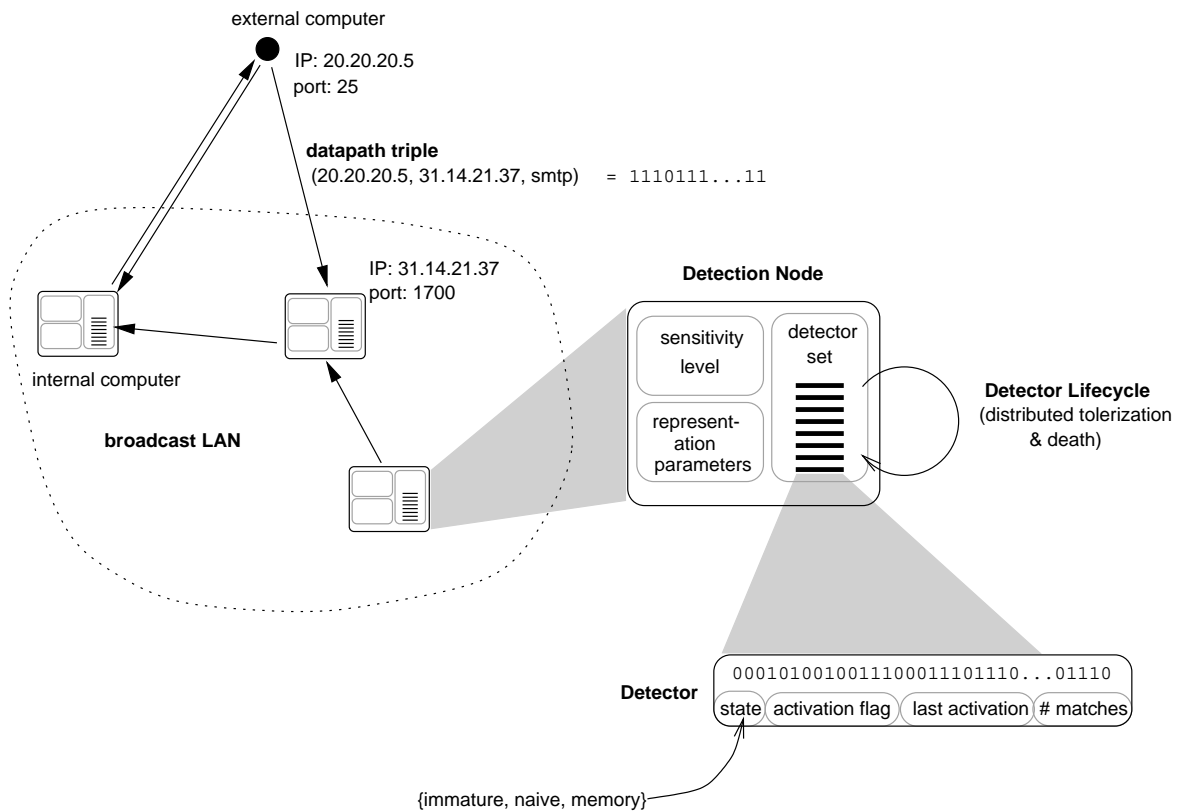 external computer
IP: 20.20.20.5
port: 25
datapath triple
(20.20.20.5, 31.14.21.37, smtp) = 1110111...11
IP: 31.14.21.37
port: 1700
internal computer
broadcast LAN
Detection Node
sensitivity
level
detector
set
represent-
ation
parameters
Detector Lifecycle
(distributed tolerization
& death)
Detector
0001010010011100011101110...01110
state activation flag last activation # matches
{immature, naive, memory}